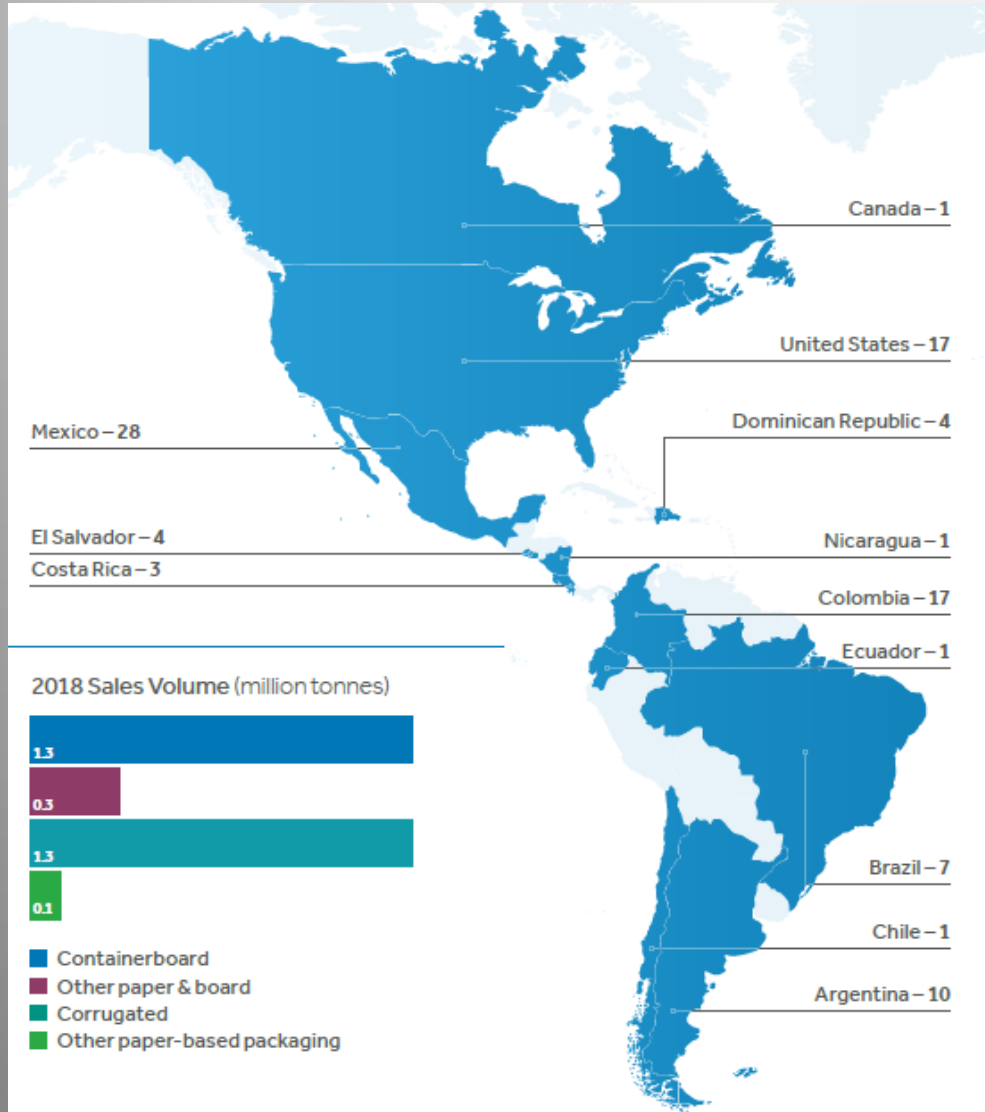 Canada – 1
United States – 17
Dominican Republic – 4
Mexico – 28
El Salvador – 4
Costa Rica – 3
Nicaragua – 1
Colombia – 17
Ecuador – 1
2018 Sales Volume (million tonnes)
1.3
0.3
1.3
0.1
Brazil – 7
Chile – 1
Argentina – 10
Containerboard
Other paper & board
Corrugated
Other paper-based packaging